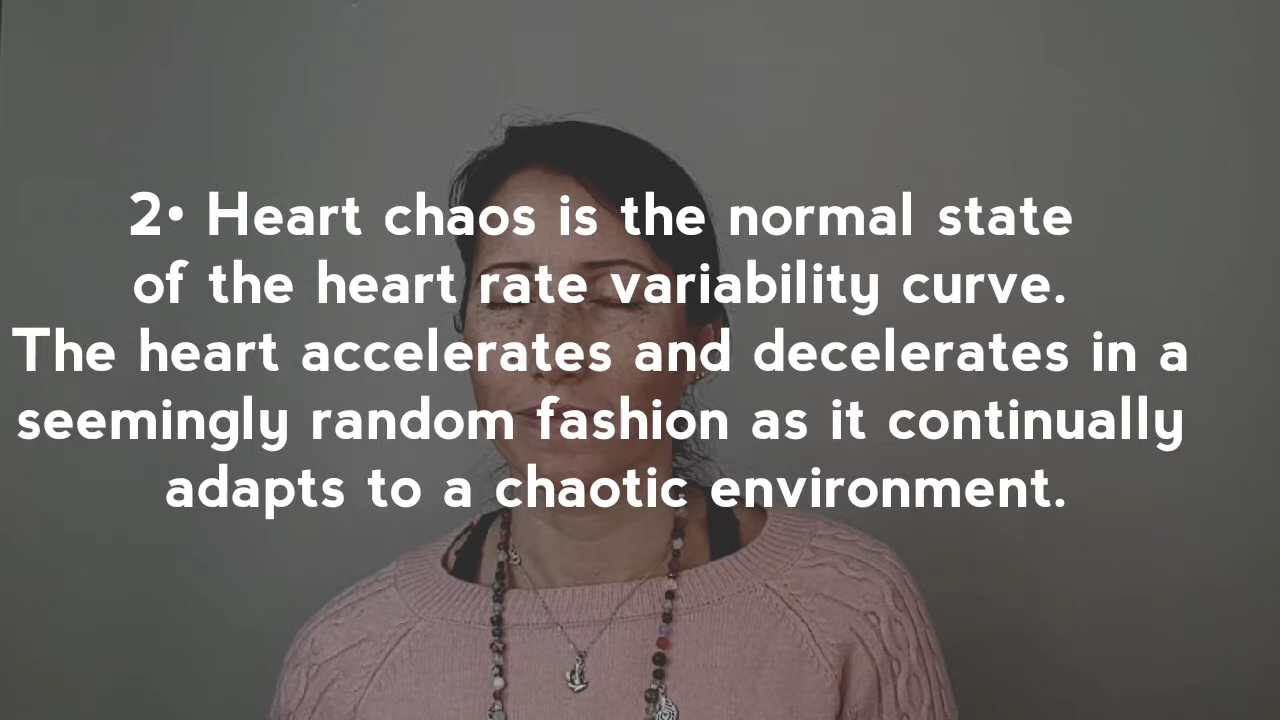 2• Heart chaos is the normal state
of the heart rate variability curve.
The heart accelerates and decelerates in a
seemingly random fashion as it continually
adapts to a chaotic environment.